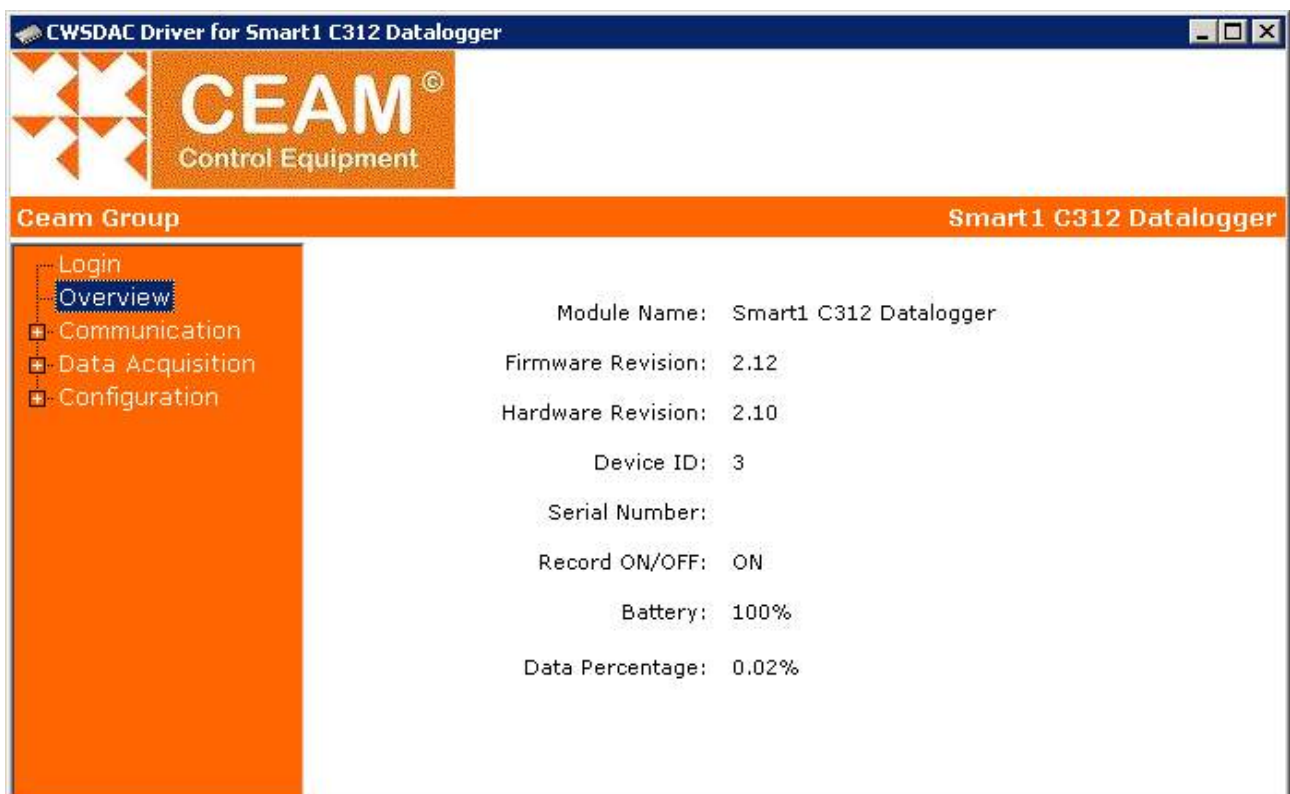 CWSDAC Driver for Smart1 C312 Datalogger
CEAM©
Control Equipment
Ceam Group
Smart1 C312 Datalogger
Login
Overview
Communication
Data Acquisition
Configuration
Module Name: Smart1 C312 Datalogger
Firmware Revision: 2.12
Hardware Revision: 2.10
Device ID: 3
Serial Number:
Record ON/OFF: ON
Battery: 100%
Data Percentage: 0.02%